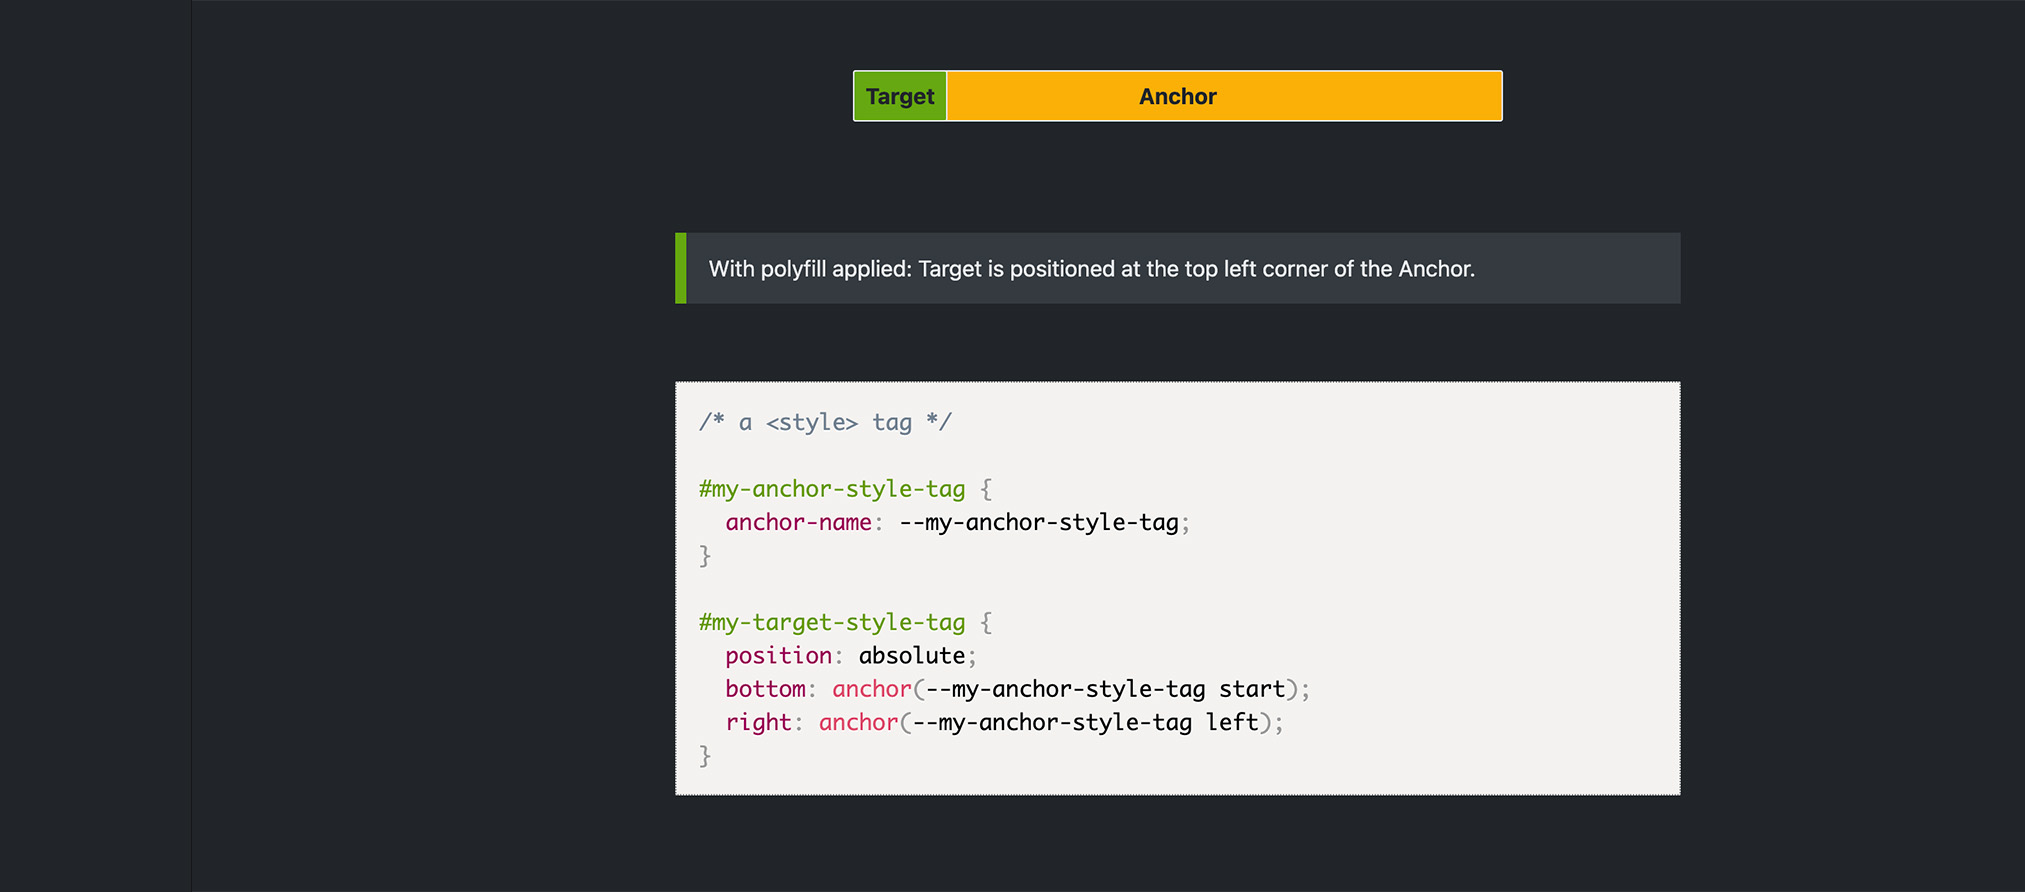 Target Anchor
With polyfill applied: Target is positioned at the top left corner of the Anchor.
/* a <style> tag */
#my-anchor-style-tag {
  anchor-name: --my-anchor-style-tag;
}
#my-target-style-tag {
  position: absolute;
  bottom: anchor(--my-anchor-style-tag start);
  right: anchor(--my-anchor-style-tag left);
}